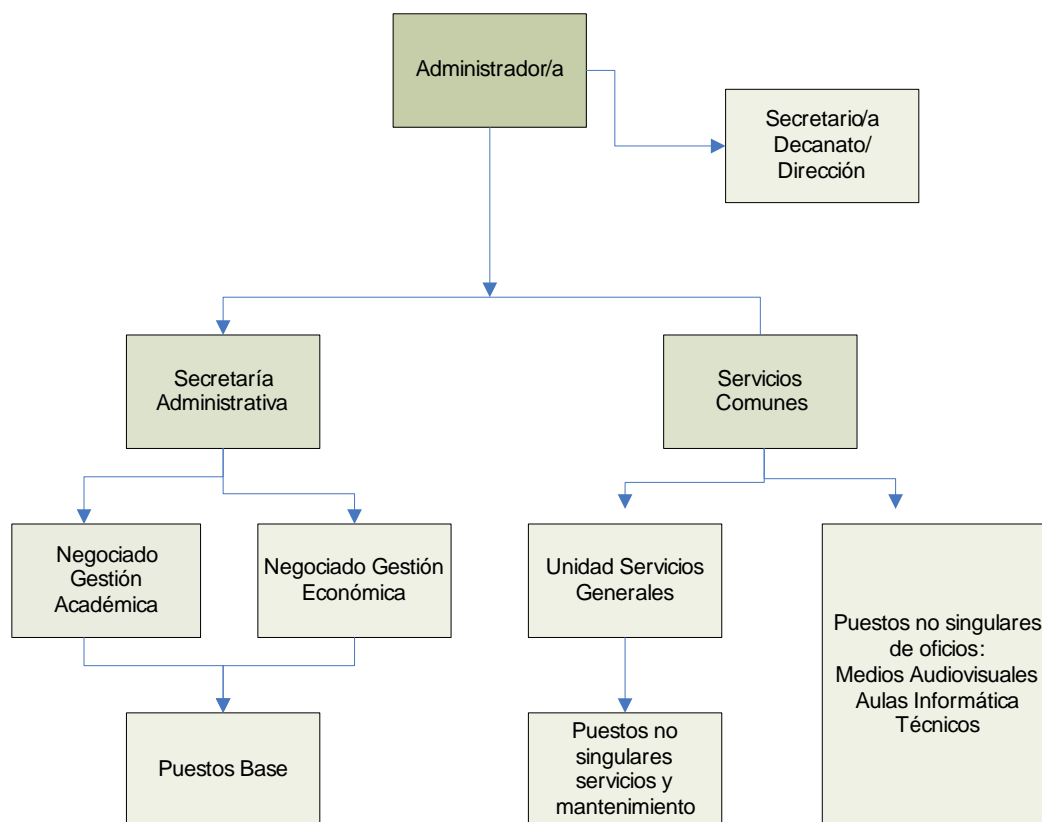 Administrador/a
Secretario/a
Decanato/
Dirección
Secretaría
Administrativa
Servicios
Comunes
Negociado
Gestión
Académica
Negociado Gestión
Económica
Unidad Servicios
Generales
Puestos no singulares
de oficios:
Medios Audiovisuales
Aulas Informática
Técnicos
Puestos Base
Puestos no
singulares
servicios y
mantenimiento